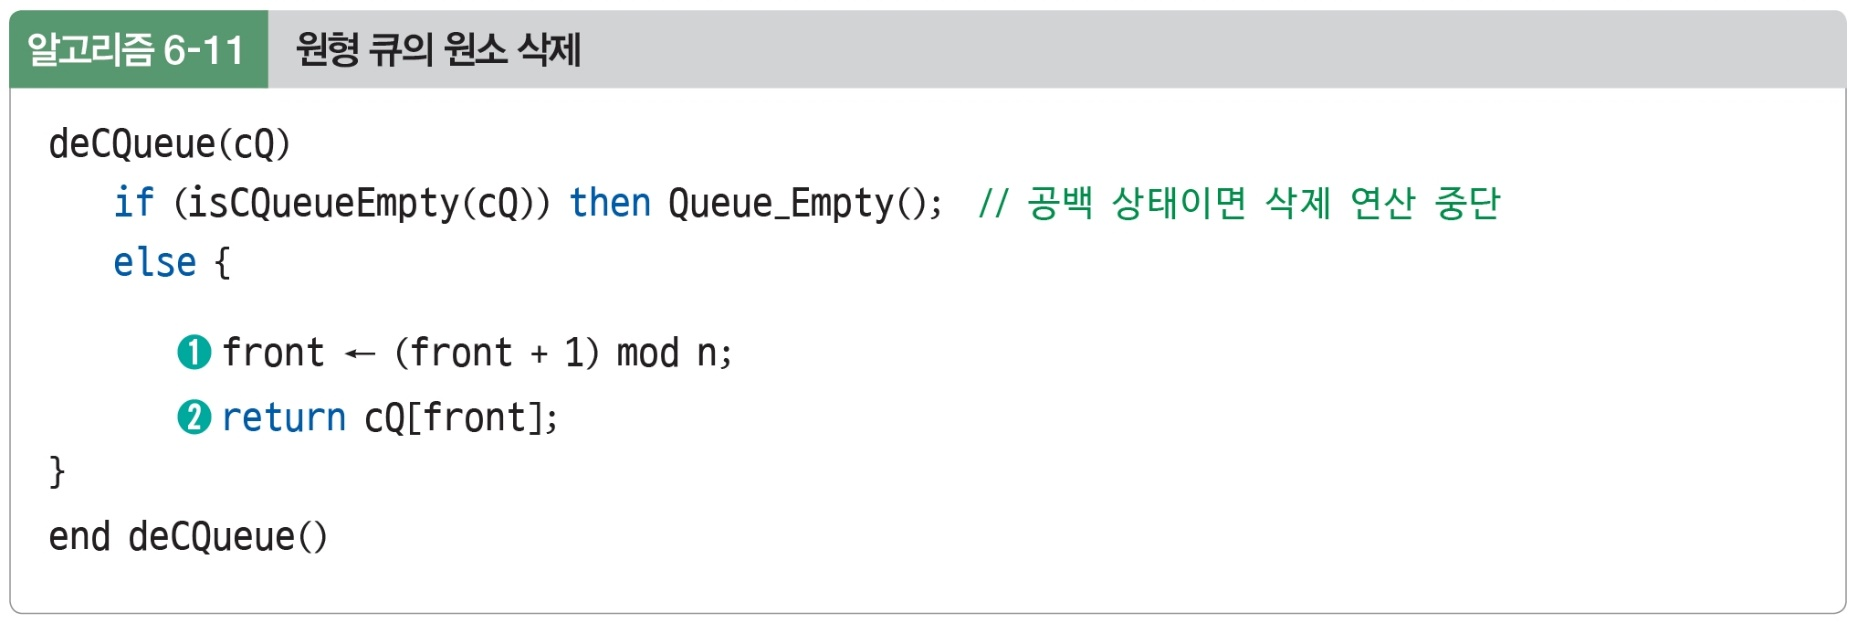 알고리즘 6-11 원형 큐의 원소 삭제
deCQueue(cQ)
if (isCQueueEmpty(cQ)) then Queue_Empty(); // 공백 상태이면 삭제 연산 중단
else {
❶ front ← (front + 1) mod n;
❷ return cQ[front];
}
end deCQueue()